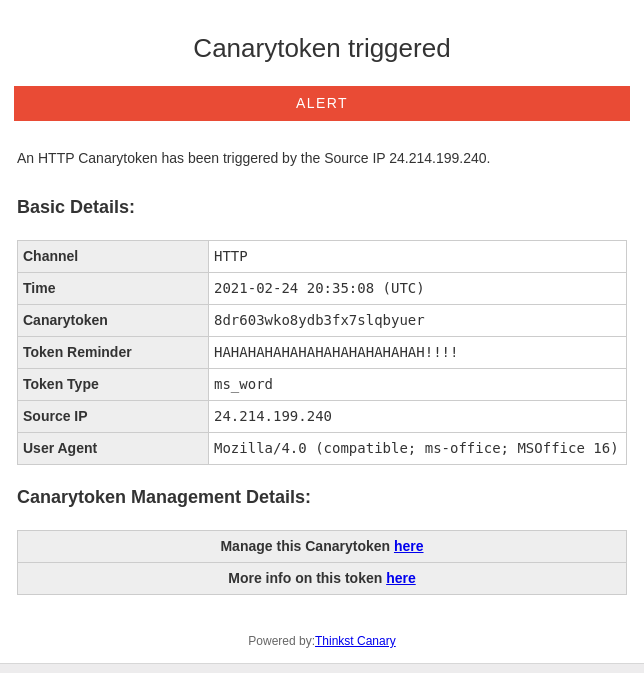 Canarytoken triggered
ALERT
An HTTP Canarytoken has been triggered by the Source IP 24.214.199.240.
Basic Details:
Channel HTTP
Time 2021-02-24 20:35:08 (UTC)
Canarytoken 8dr603wko8ydb3fx7slqbyuer
Token Reminder HAHAHAHAHAHAHAHAHAHAHAHAH!!!!
Token Type ms_word
Source IP 24.214.199.240
User Agent Mozilla/4.0 (compatible; ms-office; MSOffice 16)
Canarytoken Management Details:
Manage this Canarytoken here
More info on this token here
Powered by:Thinkst Canary